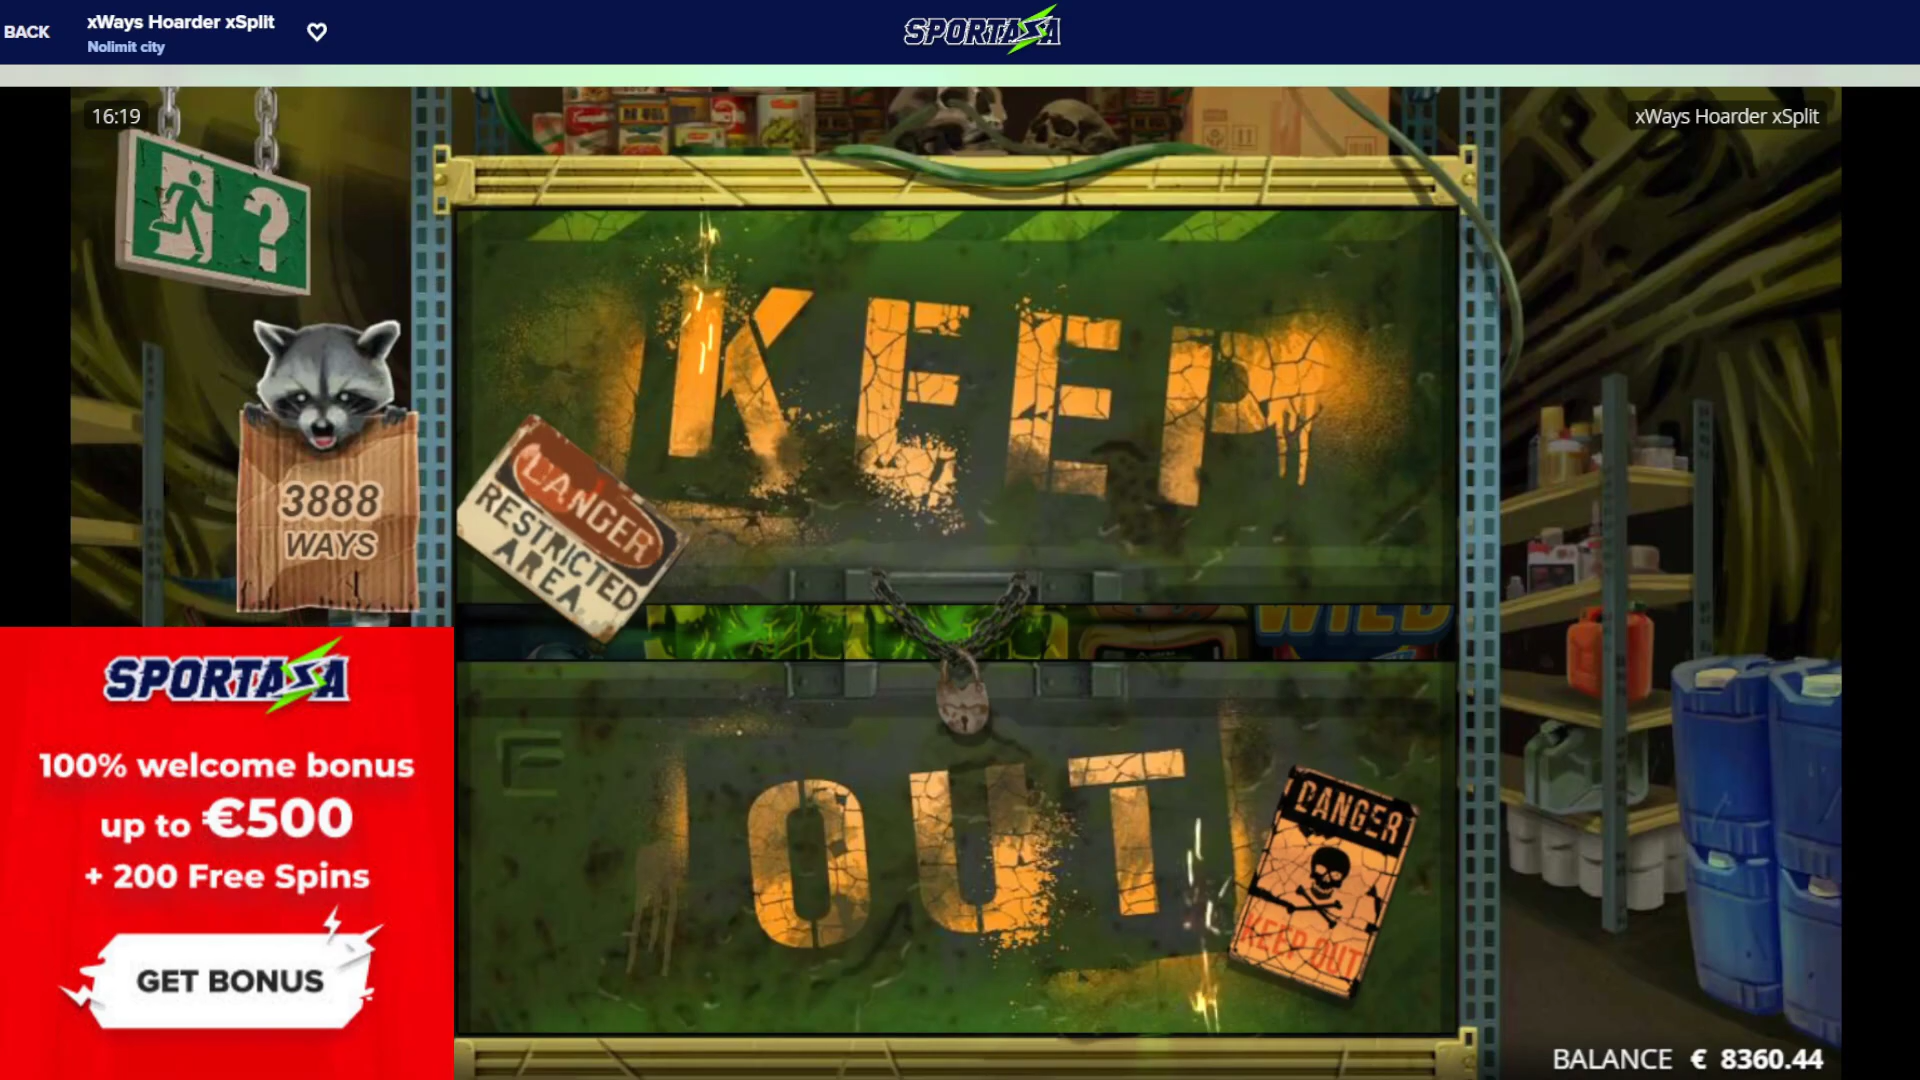 BACK
xWays Hoarder xSplit
Nolimit city
SPORTAZA
16:19
xWays Hoarder xSplit
?
KEEP
3888
WAYS
DANGER
RESTRICTED
AREA
WILD
OUT
DANGER
KEEP OUT
SPORTAZA
100% welcome bonus
up to €500
+ 200 Free Spins
GET BONUS
BALANCE € 8360.44